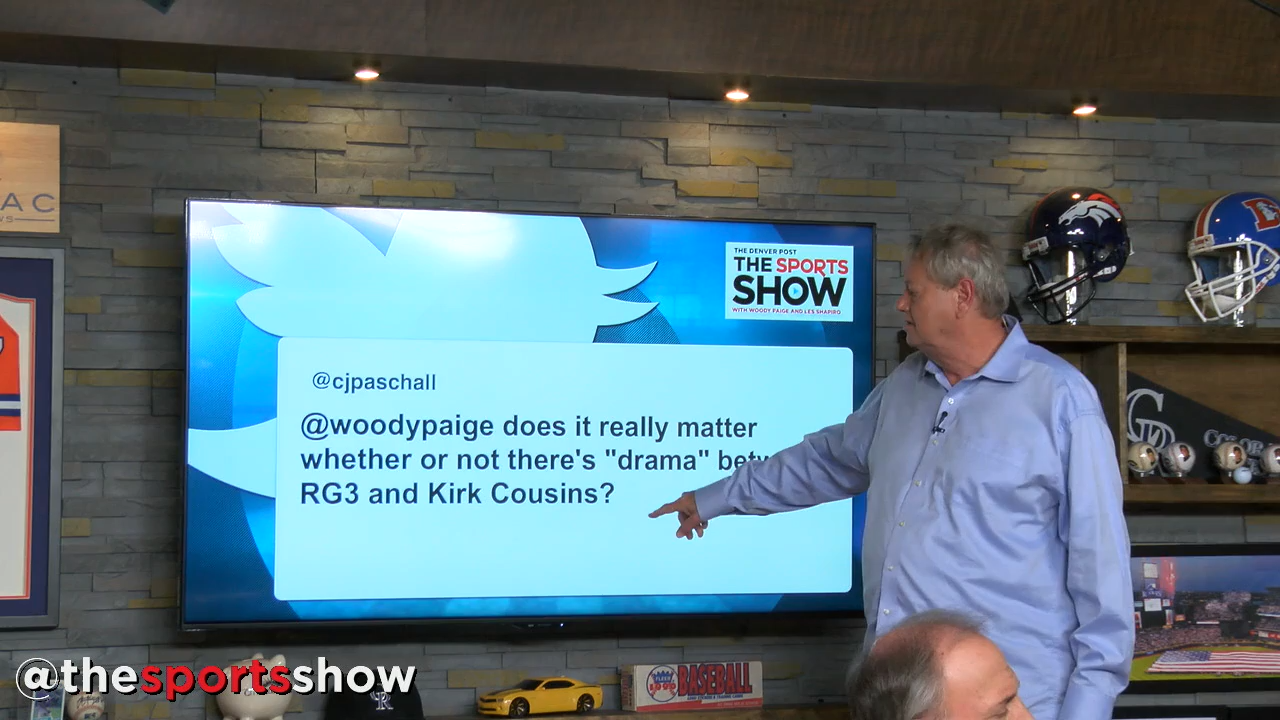 A C
THE DENVER POST
THE SPORTS
SHOW
WITH WOODY PAIGE AND LES SHAPIRO
@cjpaschall
@woodypaige does it really matter
whether or not there's "drama" betw
RG3 and Kirk Cousins?
@thesportsshow
BASEBALL